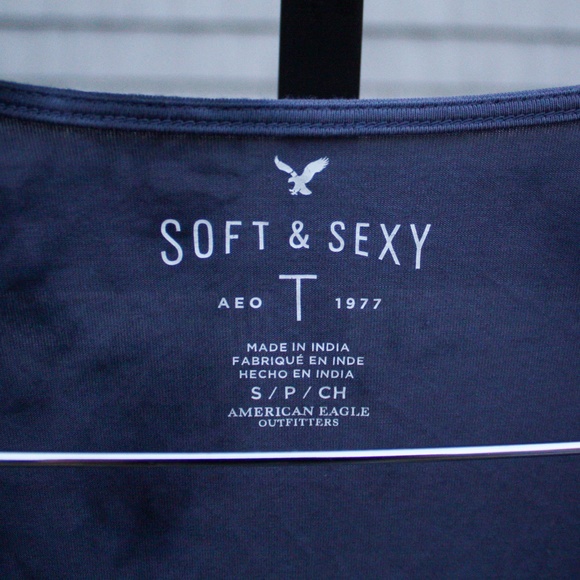 SOFT & SEXY
AEO T 1977
MADE IN INDIA
FABRIQUÉ EN INDE
HECHO EN INDIA
S / P / CH
AMERICAN EAGLE
OUTFITTERS